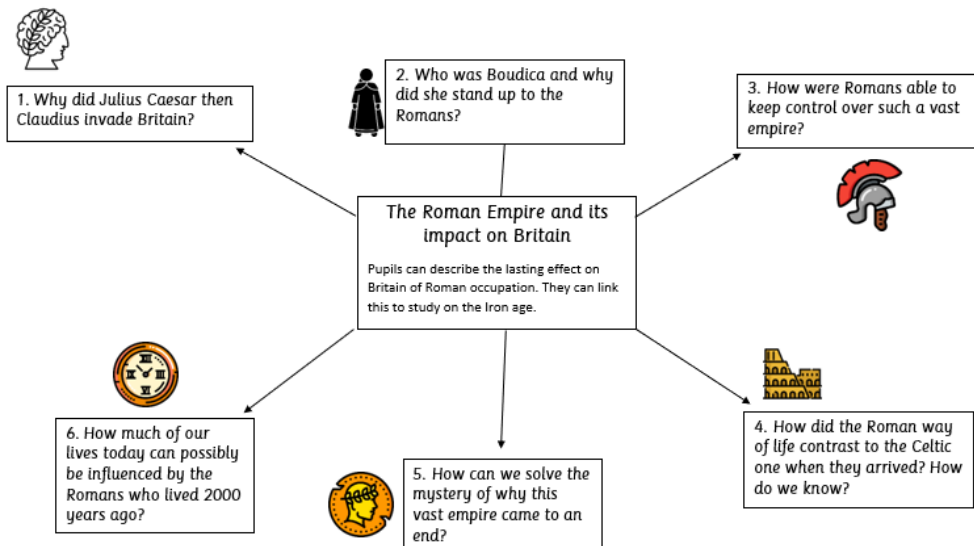 1. Why did Julius Caesar then
Claudius invade Britain?
2. Who was Boudica and why
did she stand up to the
Romans?
3. How were Romans able to
keep control over such a vast
empire?
The Roman Empire and its
impact on Britain
Pupils can describe the lasting effect on
Britain of Roman occupation. They can link
this to study on the Iron age.
XII
IX
III
VI
6. How much of our
lives today can possibly
be influenced by the
Romans who lived 2000
years ago?
5. How can we solve the
mystery of why this
vast empire came to an
end?
4. How did the Roman way
of life contrast to the Celtic
one when they arrived? How
do we know?